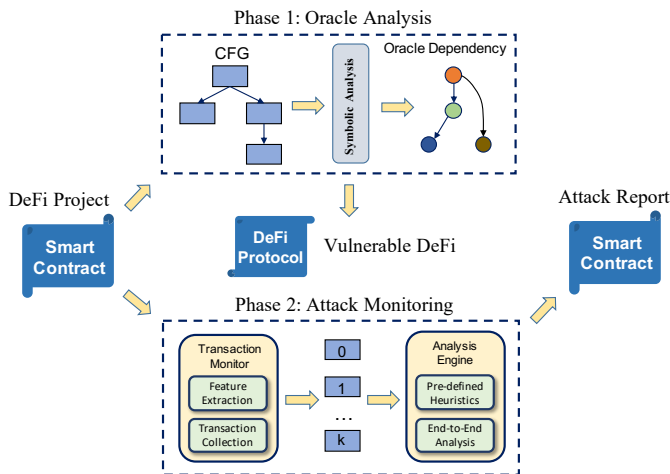 Phase 1: Oracle Analysis
CFG
Symbolic Analysis
Oracle Dependency
DeFi Project
Smart
Contract
DeFi
Protocol
Vulnerable DeFi
Attack Report
Smart
Contract
Phase 2: Attack Monitoring
Transaction
Monitor
Feature
Extraction
Transaction
Collection
0
1
...
k
Analysis
Engine
Pre-defined
Heuristics
End-to-End
Analysis